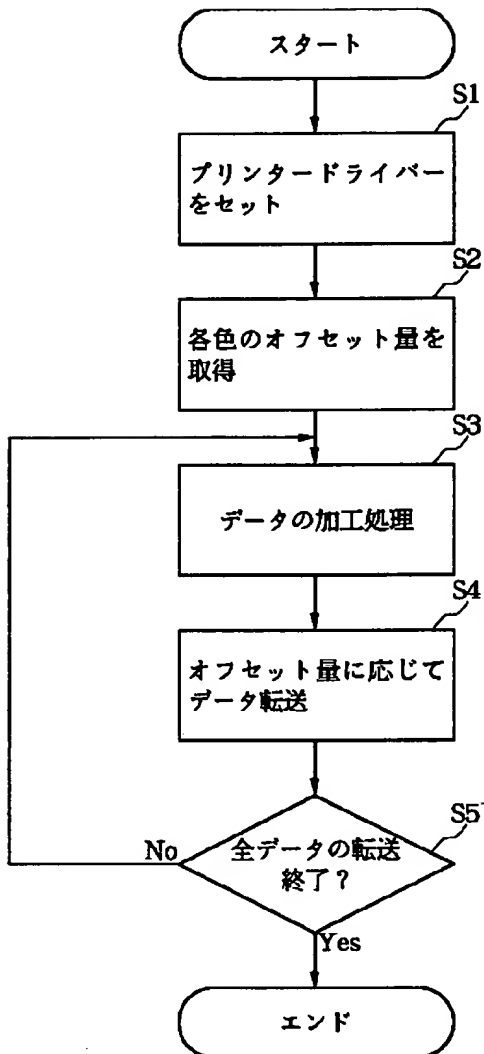 スタート
S1
プリンタードライバー
をセット
S2
各色のオフセット量を
取得
S3
データの加工処理
S4
オフセット量に応じて
データ転送
S5
全データの転送
終了?
No
Yes
エンド